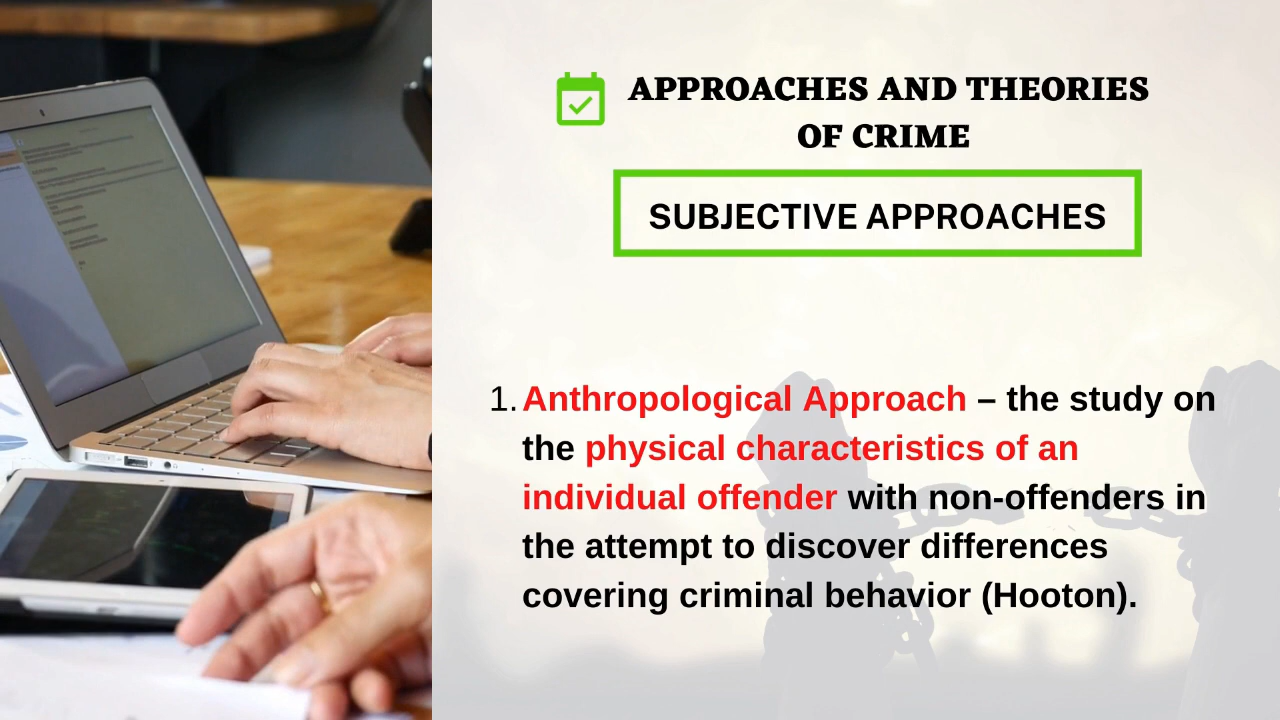 APPROACHES AND THEORIES
OF CRIME
SUBJECTIVE APPROACHES
1. Anthropological Approach – the study on
the physical characteristics of an
individual offender with non-offenders in
the attempt to discover differences
covering criminal behavior (Hooton).